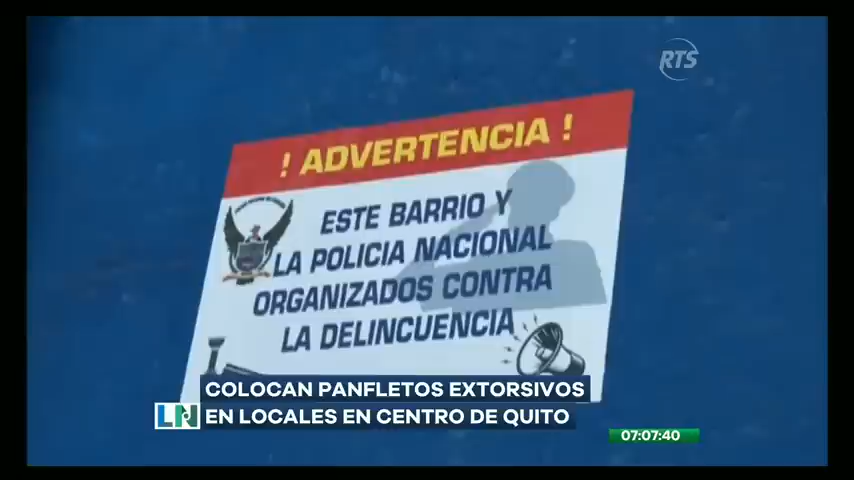 RTS
! ADVERTENCIA !
ESTE BARRIO Y
LA POLICIA NACIONAL
ORGANIZADOS CONTRA
LA DELINCUENCIA
COLOCAN PANFLETOS EXTORSIVOS
LN EN LOCALES EN CENTRO DE QUITO
07:07:40